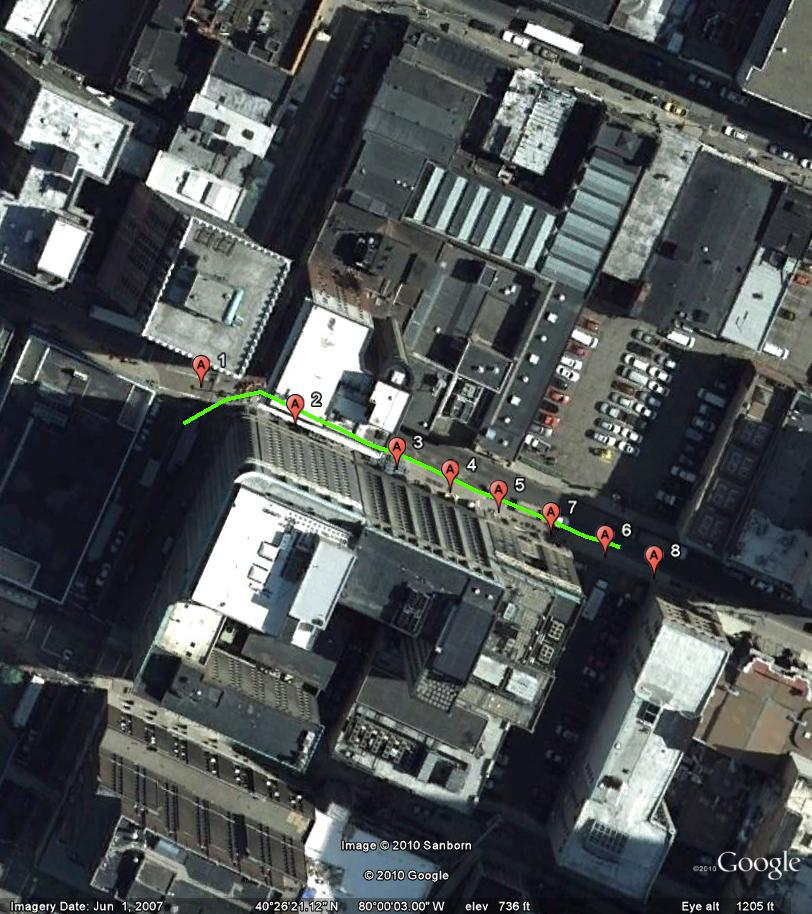 A 1
A 2
A 3
A 4
A 5
A 7
A 6
A 8
Image © 2010 Sanborn
© 2010 Google
©2010 Google
Imagery Date: Jun 1, 2007 40°26'21.12" N 80°00'03.00" W elev 736 ft Eye alt 1205 ft